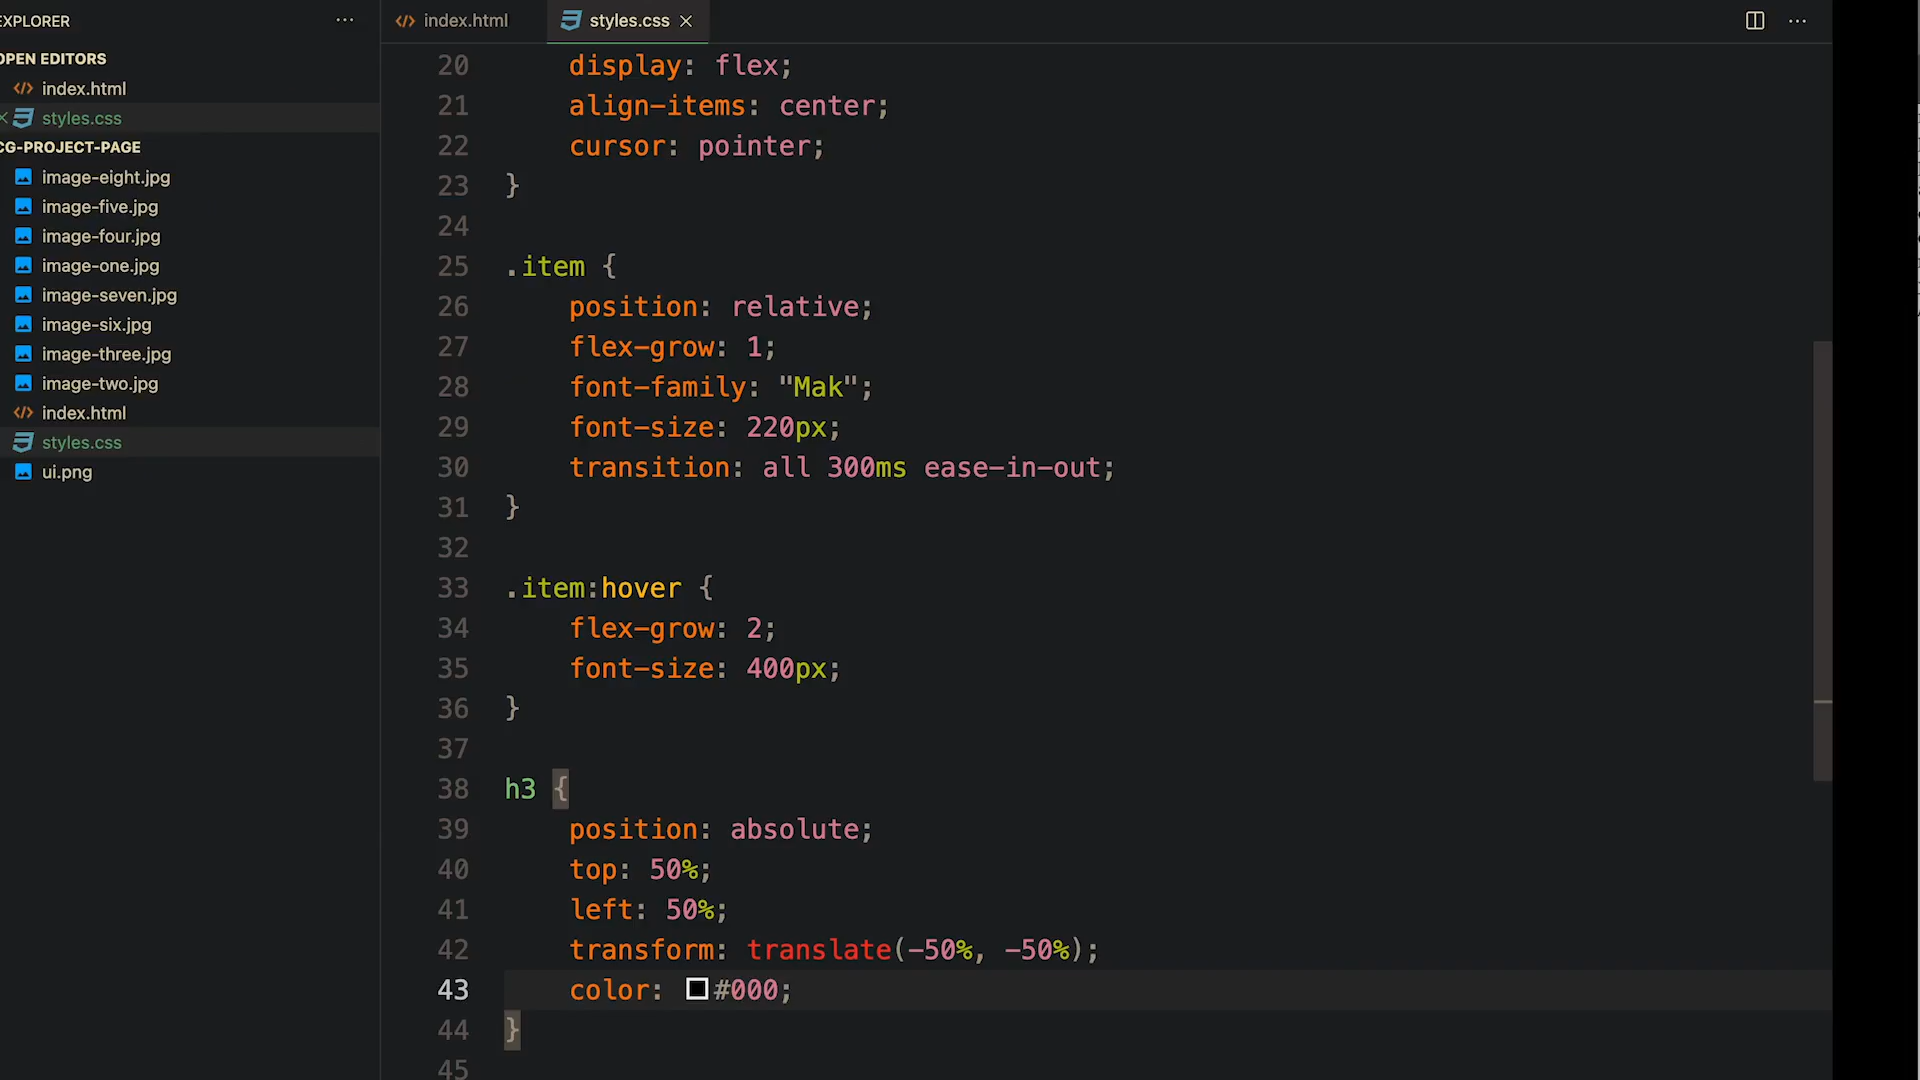 EXPLORER
OPEN EDITORS
index.html
styles.css
CG-PROJECT-PAGE
image-eight.jpg
image-five.jpg
image-four.jpg
image-one.jpg
image-seven.jpg
image-six.jpg
image-three.jpg
image-two.jpg
index.html
styles.css
ui.png
index.html
styles.css
20 display: flex;
21 align-items: center;
22 cursor: pointer;
23 }
24
25 .item {
26 position: relative;
27 flex-grow: 1;
28 font-family: "Mak";
29 font-size: 220px;
30 transition: all 300ms ease-in-out;
31 }
32
33 .item:hover {
34 flex-grow: 2;
35 font-size: 400px;
36 }
37
38 h3 {
39 position: absolute;
40 top: 50%;
41 left: 50%;
42 transform: translate(-50%, -50%);
43 color: #000;
44 }
45